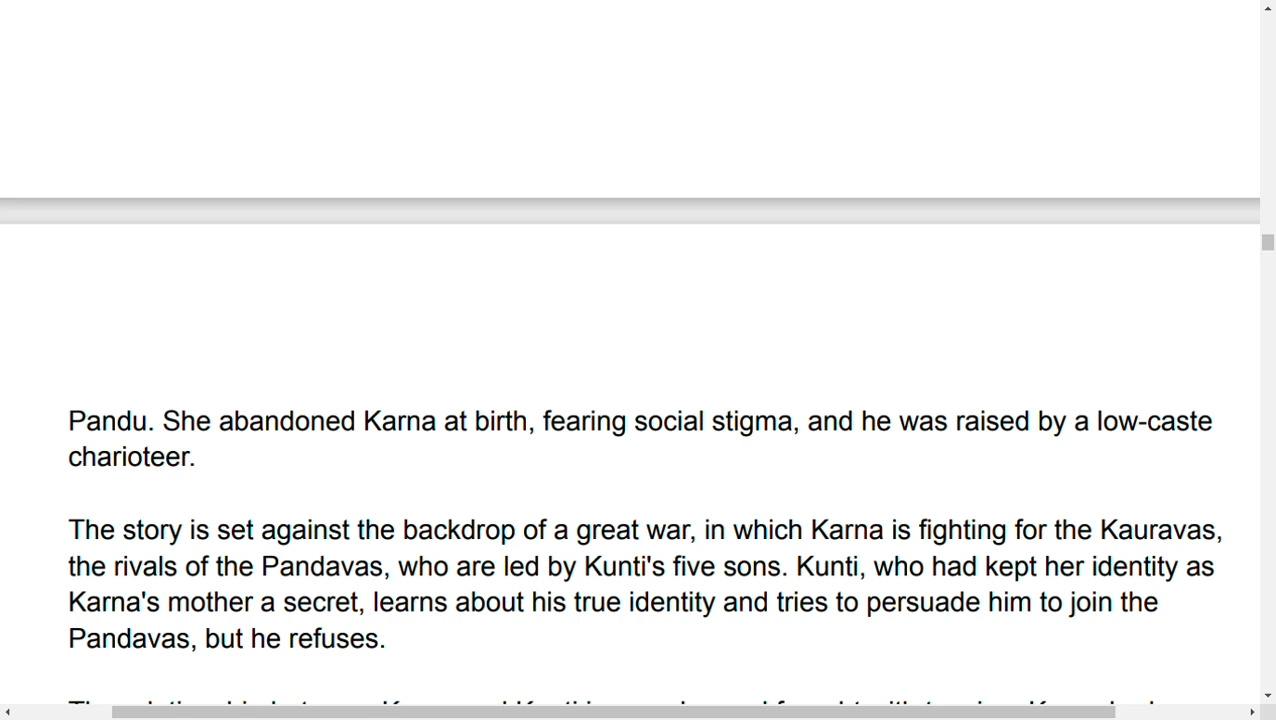 Pandu. She abandoned Karna at birth, fearing social stigma, and he was raised by a low-caste
charioteer.
The story is set against the backdrop of a great war, in which Karna is fighting for the Kauravas,
the rivals of the Pandavas, who are led by Kunti's five sons. Kunti, who had kept her identity as
Karna's mother a secret, learns about his true identity and tries to persuade him to join the
Pandavas, but he refuses.